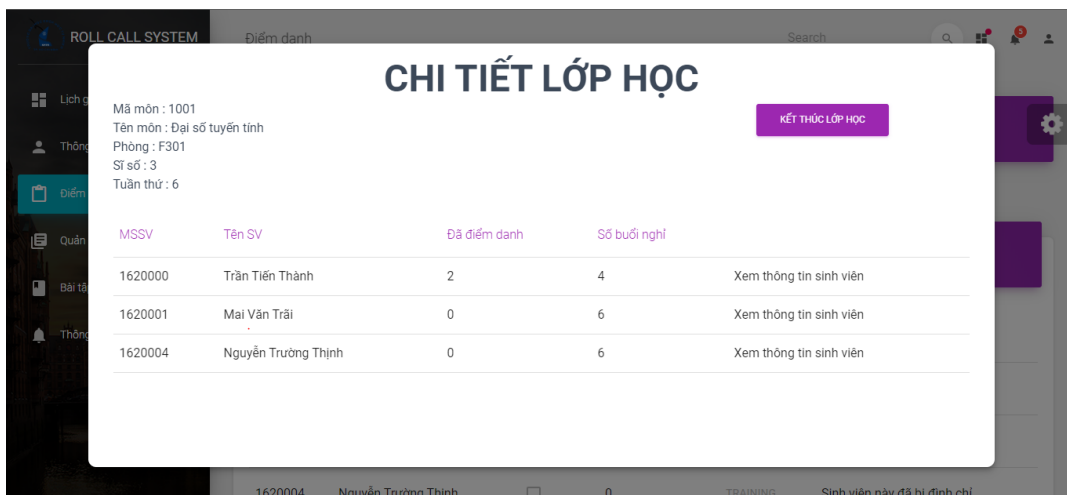 ROLL CALL SYSTEM
Điểm danh
Search
5
Lịch g
Thông
Điểm
Quản
Bài tậ
Thông
CHI TIẾT LỚP HỌC
Mã môn : 1001
Tên môn : Đại số tuyến tính
Phòng : F301
Sĩ số : 3
Tuần thứ : 6
KẾT THÚC LỚP HỌC
MSSV Tên SV Đã điểm danh Số buổi nghỉ
1620000 Trần Tiến Thành 2 4 Xem thông tin sinh viên
1620001 Mai Văn Trãi 0 6 Xem thông tin sinh viên
1620004 Nguyễn Trường Thịnh 0 6 Xem thông tin sinh viên
1620004 Nguyễn Trường Thịnh 0 TRAINING Sinh viên này đã bị đình chỉ